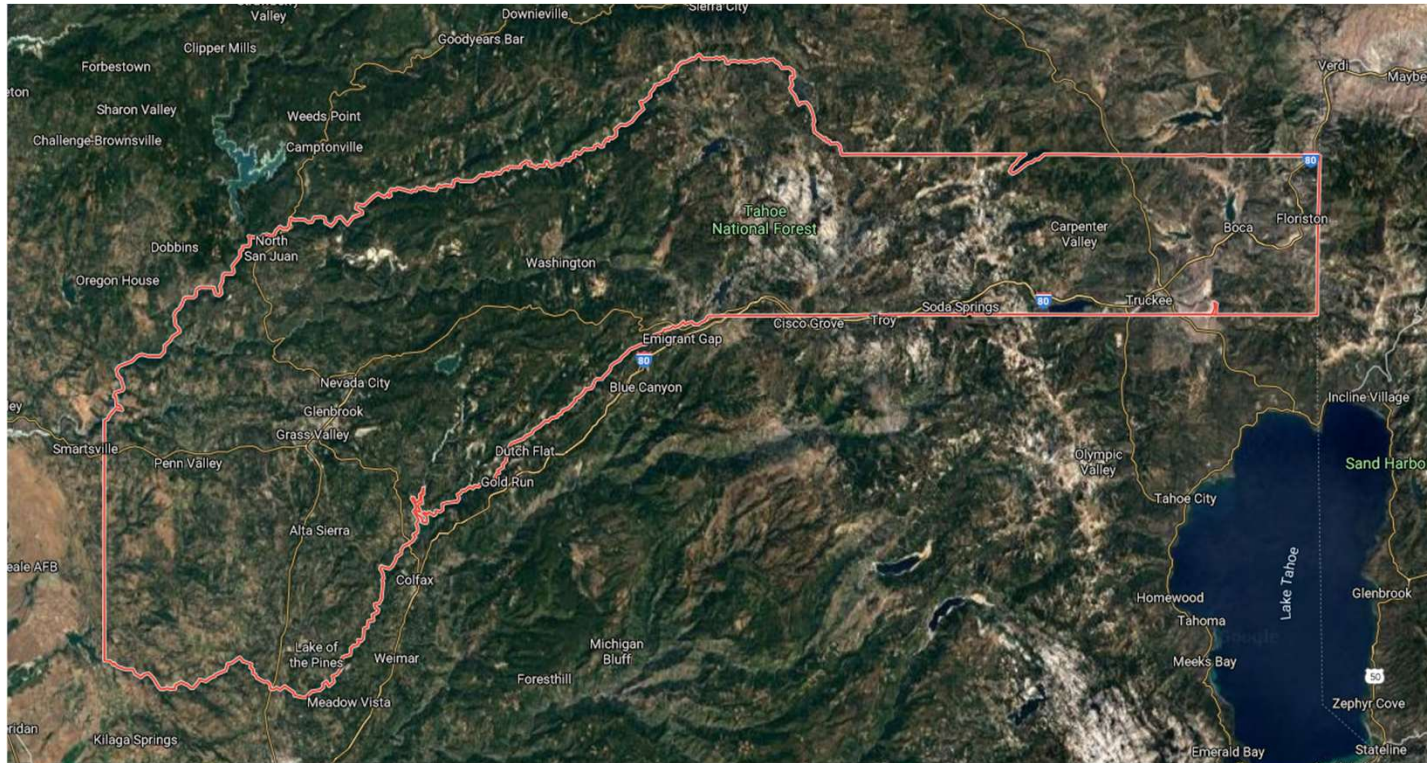 Valley
Downieville
Sierra City
Goodyears Bar
Clipper Mills
Forbestown
eton
Sharon Valley
Challenge-Brownsville
Weeds Point
Camptonville
Verdi
Maybe
80
Dobbins
North
San Juan
Oregon House
Washington
Tahoe
National Forest
Carpenter
Valley
Boca
Floriston
80
Truckee
Soda Springs
Troy
Cisco Grove
Emigrant Gap
80
Blue Canyon
Nevada City
Glenbrook
Grass Valley
ey
Smartsville
Penn Valley
Dutch Flat
Gold Run
Incline Village
Olympic
Valley
Sand Harbo
Tahoe City
Alta Sierra
eale AFB
Colfax
Lake Tahoe
Homewood
Glenbrook
Tahoma
Google
Lake of
the Pines
Weimar
Michigan
Bluff
Foresthill
Meeks Bay
50
Meadow Vista
Zephyr Cove
eridan
Kilaga Springs
Emerald Bay
Stateline